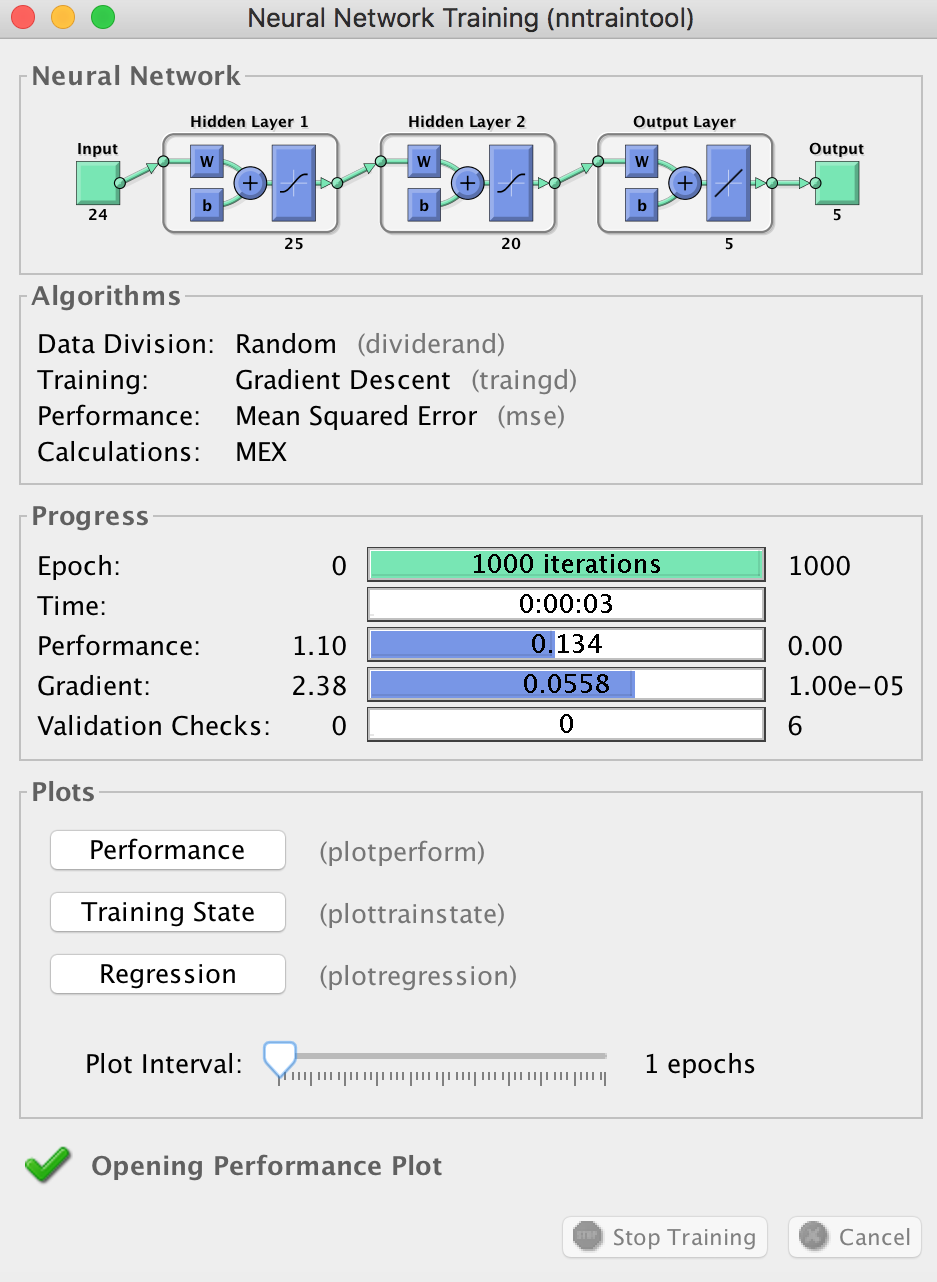 Neural Network Training (nntraintool)
Neural Network
Hidden Layer 1 Hidden Layer 2 Output Layer
Input Output
W W W
+ + +
b b b
24 5
25 20 5
Algorithms
Data Division: Random (dividerand)
Training: Gradient Descent (traingd)
Performance: Mean Squared Error (mse)
Calculations: MEX
Progress
Epoch: 0 1000 iterations 1000
Time: 0:00:03
Performance: 1.10 0.134 0.00
Gradient: 2.38 0.0558 1.00e-05
Validation Checks: 0 0 6
Plots
Performance (plotperform)
Training State (plottrainstate)
Regression (plotregression)
Plot Interval: 1 epochs
Opening Performance Plot
STOP Stop Training Cancel